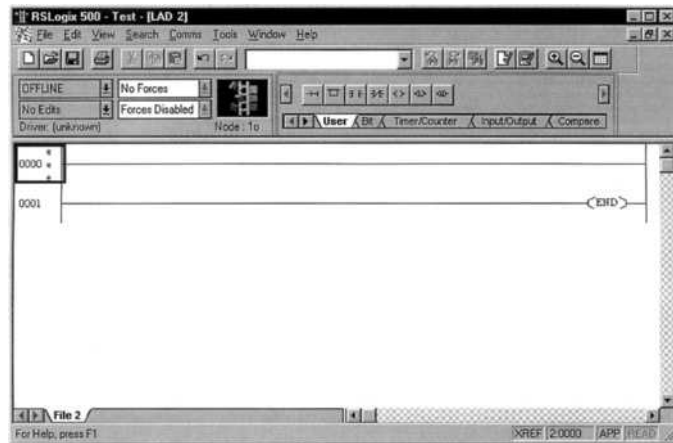 RSLogix 500 - Test - [LAD 2]
File Edit View Search Comms Tools Window Help
OFFLINE No Forces
No Edits Forces Disabled
Driver: (unknown) Node : 1o
User Bit Timer/Counter Input/Output Compare
0000
0001 (END)
File 2
For Help, press F1 XREF 2:0000 APP READ